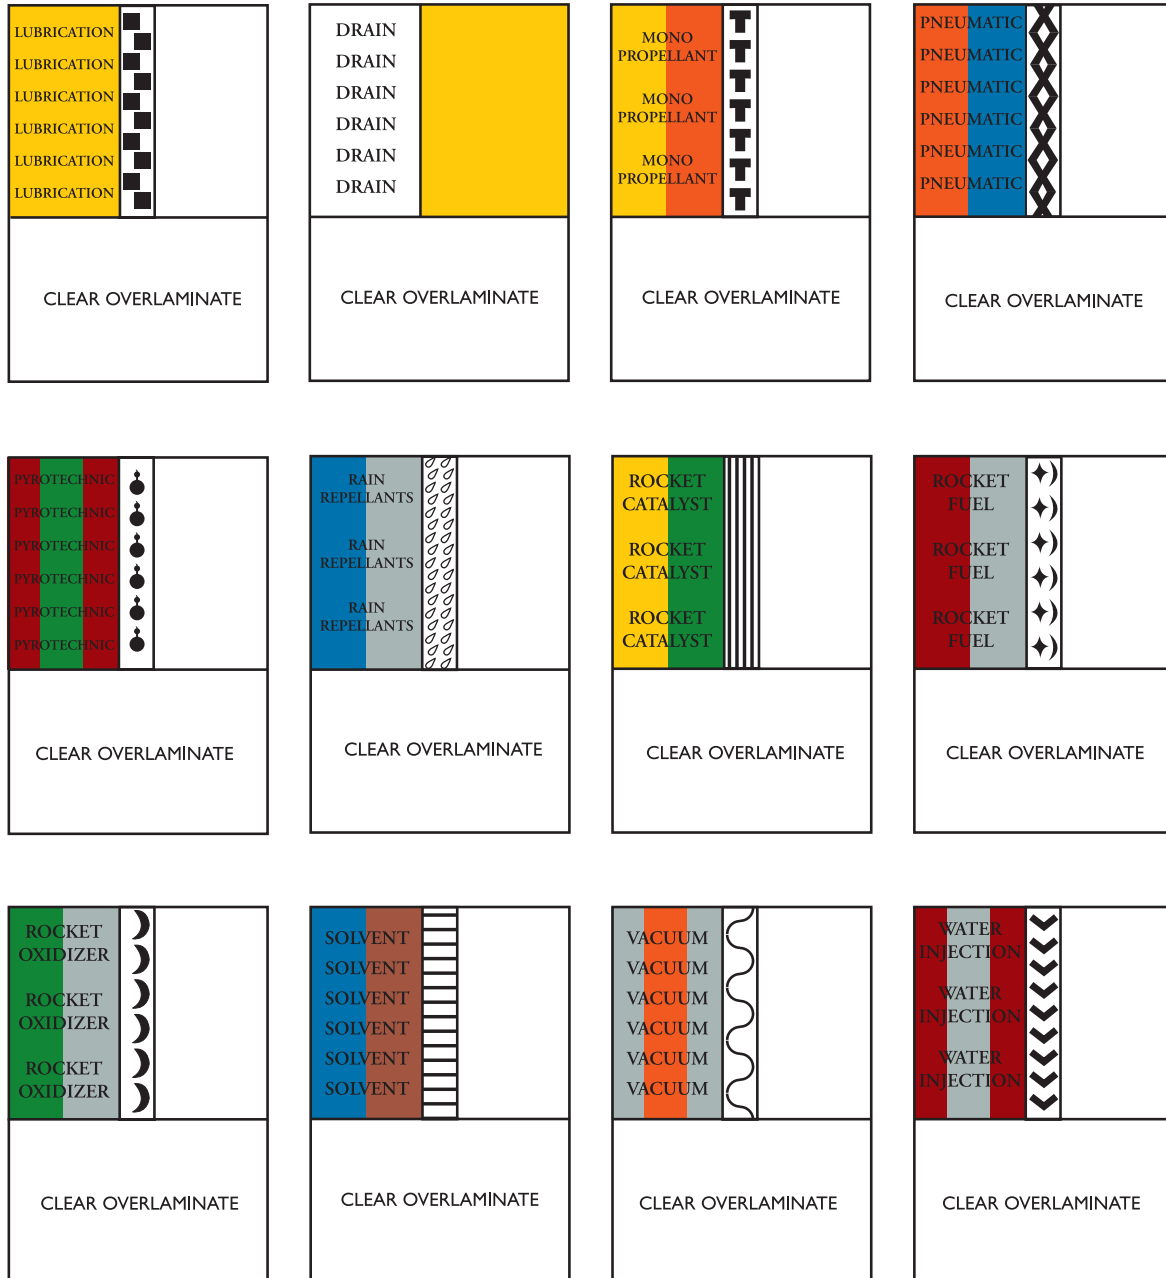 LUBRICATION
LUBRICATION
LUBRICATION
LUBRICATION
LUBRICATION
LUBRICATION
CLEAR OVERLAMINATE
DRAIN
DRAIN
DRAIN
DRAIN
DRAIN
DRAIN
CLEAR OVERLAMINATE
MONO
PROPELLANT
MONO
PROPELLANT
MONO
PROPELLANT
CLEAR OVERLAMINATE
PNEUMATIC
PNEUMATIC
PNEUMATIC
PNEUMATIC
PNEUMATIC
PNEUMATIC
CLEAR OVERLAMINATE
PYROTECHNIC
PYROTECHNIC
PYROTECHNIC
PYROTECHNIC
PYROTECHNIC
PYROTECHNIC
CLEAR OVERLAMINATE
RAIN
REPELLANTS
RAIN
REPELLANTS
RAIN
REPELLANTS
CLEAR OVERLAMINATE
ROCKET
CATALYST
ROCKET
CATALYST
ROCKET
CATALYST
CLEAR OVERLAMINATE
ROCKET
FUEL
ROCKET
FUEL
ROCKET
FUEL
CLEAR OVERLAMINATE
ROCKET
OXIDIZER
ROCKET
OXIDIZER
ROCKET
OXIDIZER
CLEAR OVERLAMINATE
SOLVENT
SOLVENT
SOLVENT
SOLVENT
SOLVENT
SOLVENT
CLEAR OVERLAMINATE
VACUUM
VACUUM
VACUUM
VACUUM
VACUUM
VACUUM
CLEAR OVERLAMINATE
WATER
INJECTION
WATER
INJECTION
WATER
INJECTION
CLEAR OVERLAMINATE